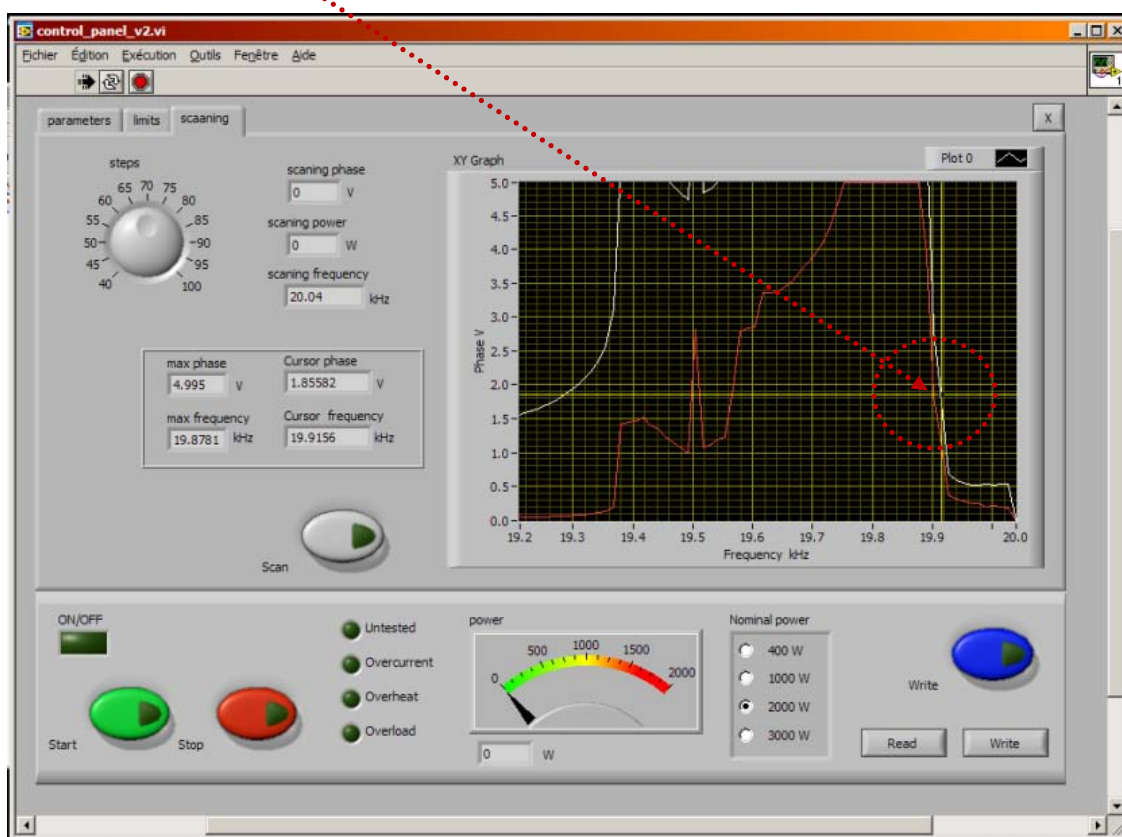 control_panel_v2.vi
Fichier Édition Exécution Outils Fenêtre Aide
1
parameters limits scaaning X
steps
40 45 50 55 60 65 70 75 80 85 90 95 100
scaning phase
0 V
scaning power
0 W
scaning frequency
20.04 kHz
max phase Cursor phase
4.995 V 1.85582 V
max frequency Cursor frequency
19.8781 kHz 19.9156 kHz
Scan
XY Graph Plot 0
Phase V
5.0
4.5
4.0
3.5
3.0
2.5
2.0
1.5
1.0
0.5
0.0
19.2 19.3 19.4 19.5 19.6 19.7 19.8 19.9 20.0
Frequency kHz
ON/OFF
Start Stop
Untested
Overcurrent
Overheat
Overload
power
0 500 1000 1500 2000
0 W
Nominal power
400 W
1000 W
2000 W
3000 W
Write
Read Write